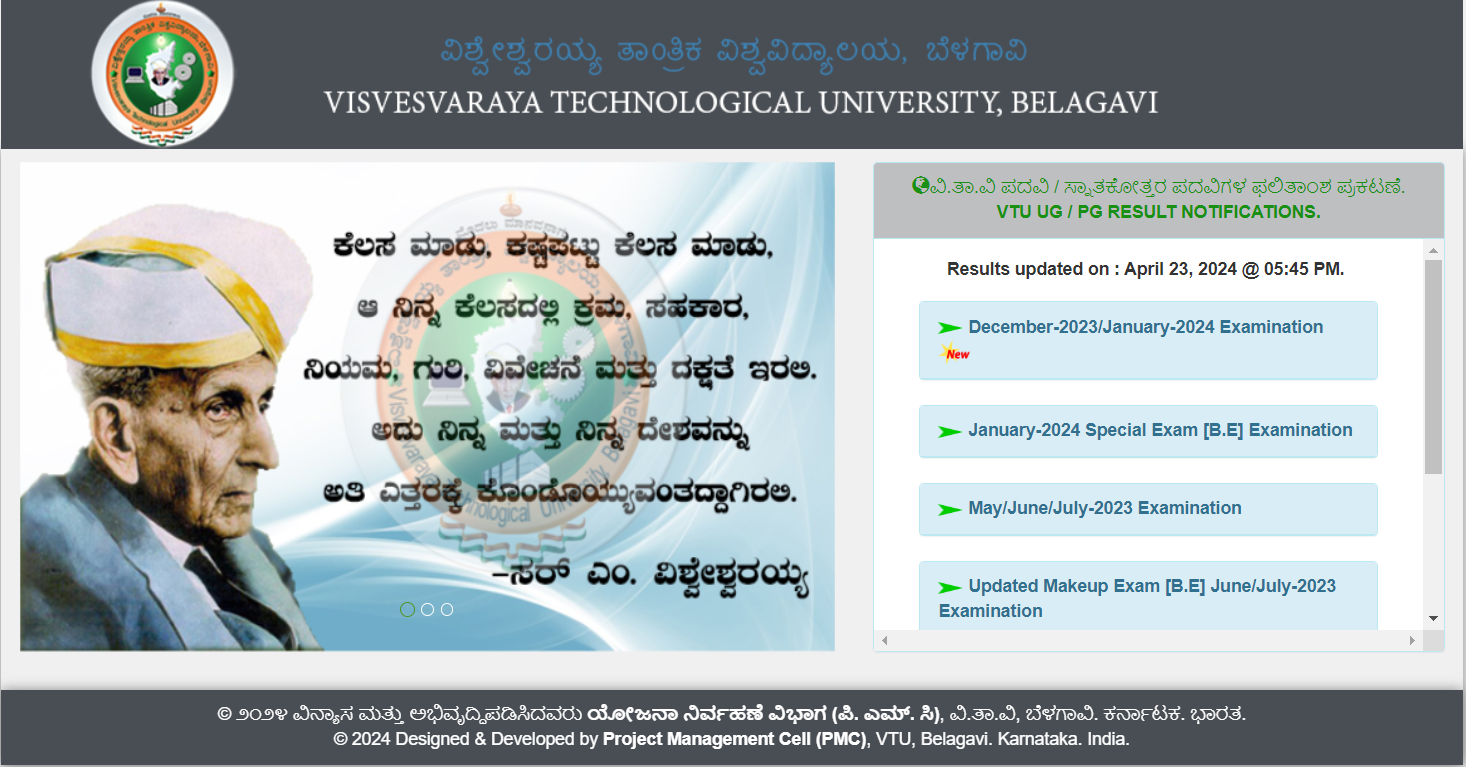 ವಿಶ್ವೇಶ್ವರಯ್ಯ ತಾಂತ್ರಿಕ ವಿಶ್ವವಿದ್ಯಾಲಯ, ಬೆಳಗಾವಿ
VISVESVARAYA TECHNOLOGICAL UNIVERSITY, BELAGAVI
ಕೆಲಸ ಮಾಡು, ಕಷ್ಟಪಟ್ಟು ಕೆಲಸ ಮಾಡು,
ಆ ನಿನ್ನ ಕೆಲಸದಲ್ಲಿ ಕ್ರಮ, ಸಹಕಾರ,
ನಿಯಮ, ಗುರಿ, ವಿವೇಚನೆ ಮತ್ತು ದಕ್ಷತೆ ಇರಲಿ.
ಅದು ನಿನ್ನ ಮತ್ತು ನಿನ್ನ ದೇಶವನ್ನು
ಅತಿ ಎತ್ತರಕ್ಕೆ ಕೊಂಡೊಯ್ಯುವಂತದ್ದಾಗಿರಲಿ.
–ಸರ್ ಎಂ. ವಿಶ್ವೇಶ್ವರಯ್ಯ
ವಿ.ತಾ.ವಿ ಪದವಿ / ಸ್ನಾತಕೋತ್ತರ ಪದವಿಗಳ ಫಲಿತಾಂಶ ಪ್ರಕಟಣೆ.
VTU UG / PG RESULT NOTIFICATIONS.
Results updated on : April 23, 2024 @ 05:45 PM.
December-2023/January-2024 Examination
New
January-2024 Special Exam [B.E] Examination
May/June/July-2023 Examination
Updated Makeup Exam [B.E] June/July-2023
Examination
© ೨೦೨೪ ವಿನ್ಯಾಸ ಮತ್ತು ಅಭಿವೃದ್ಧಿಪಡಿಸಿದವರು ಯೋಜನಾ ನಿರ್ವಹಣೆ ವಿಭಾಗ (ಪಿ. ಎಮ್. ಸಿ), ವಿ.ತಾ.ವಿ, ಬೆಳಗಾವಿ. ಕರ್ನಾಟಕ. ಭಾರತ.
© 2024 Designed & Developed by Project Management Cell (PMC), VTU, Belagavi. Karnataka. India.